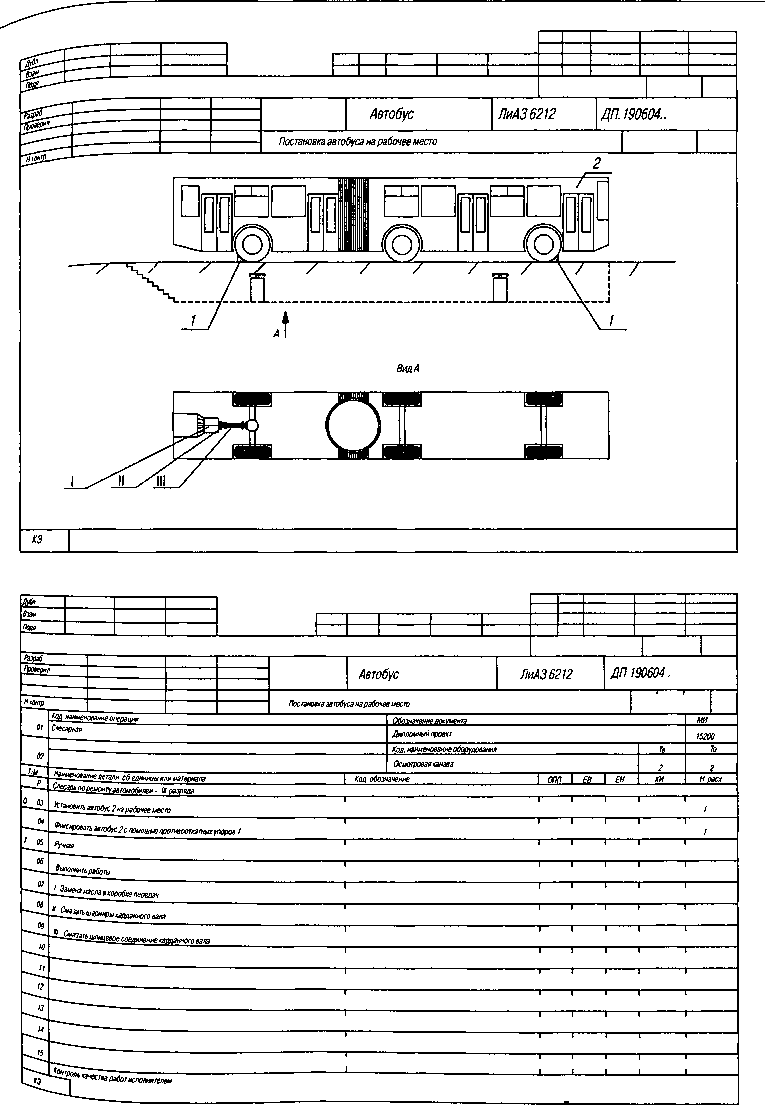 Дубл
Взам
Подп
Разраб
Проверил
Автобус
ЛиАЗ 6212
ДП. 190604..
Постановка автобуса на рабочее место
Н контр
2
1
1
А
Вид А
I
II
III
КЭ
Дубл
Взам
Подп
Разраб
Проверил
Автобус
ЛиАЗ 6212
ДП 190604 .
Н контр
Постановка автобуса на рабочее место
Код, наименование операции
Обозначение документа
МИ
01
Слесарная
Дипломный проект
15200
Код, наименование оборудования
Тв
То
02
Осмотровая канава
2
2
Наименование детали, сб единицы или материала
Код, обозначение
ОПП
ЕВ
ЕН
КИ
Н расх
Р
Слесарь по ремонту автомобилей - III разряда
О 03
Установить автобус 2 на рабочее место
1
04
Фиксировать автобус 2 с помощью противооткатных упоров 1
1
Т 05
Ручная
06
Выполнить работы
07
I Замена масла в коробке передач
08
II Смазать шарниры карданного вала
09
III Смазать шлицевое соединение карданного вала
10
11
12
13
14
15
Контроль качества работ исполнителем
КЭ